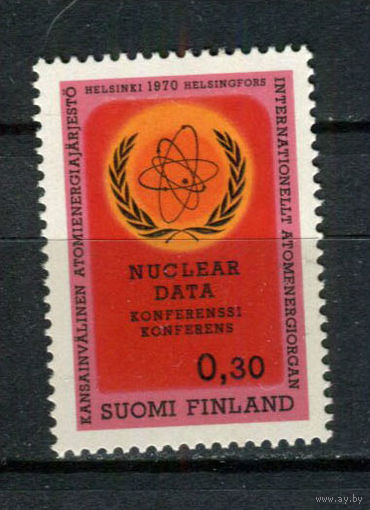 HELSINKI 1970 HELSINGFORS
KANSAINVÄLINEN ATOMIENERGIAJÄRJESTÖ
INTERNATIONELLT ATOMENERGIORGAN
NUCLEAR
DATA
KONFERENSSI
KONFERENS
0,30
SUOMI FINLAND
www.ay.by